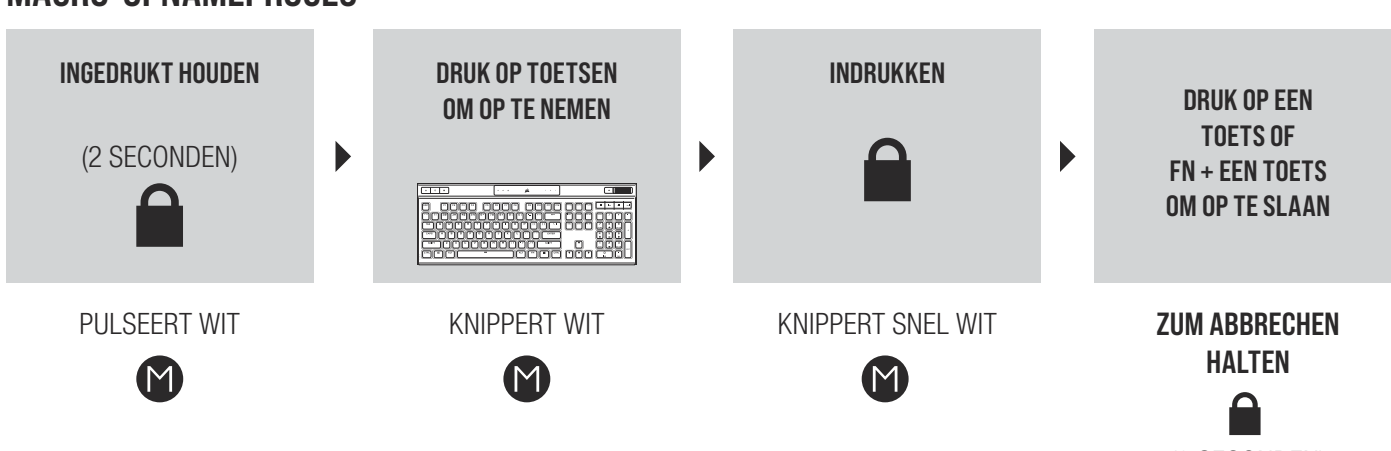 INGEDRUKT HOUDEN
(2 SECONDEN)
PULSEERT WIT
M
DRUK OP TOETSEN
OM OP TE NEMEN
KNIPPERT WIT
M
INDRUKKEN
KNIPPERT SNEL WIT
M
DRUK OP EEN
TOETS OF
FN + EEN TOETS
OM OP TE SLAAN
ZUM ABBRECHEN
HALTEN